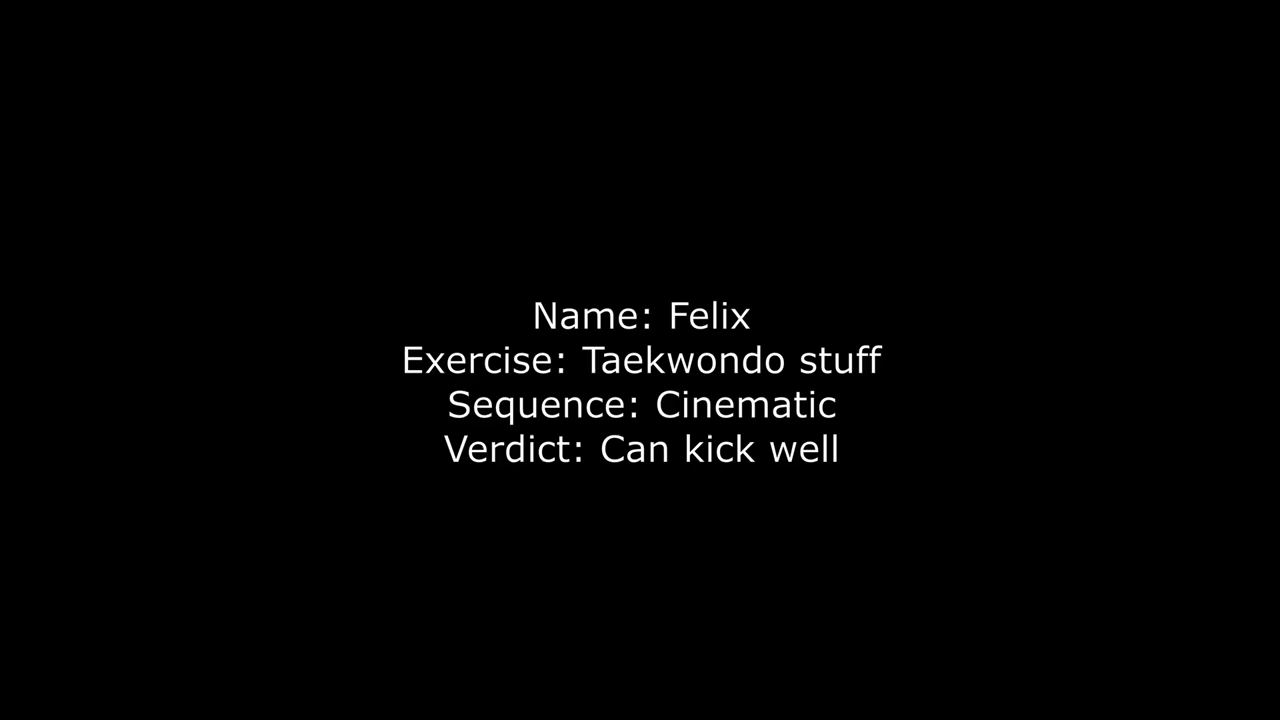 Name: Felix
Exercise: Taekwondo stuff
Sequence: Cinematic
Verdict: Can kick well